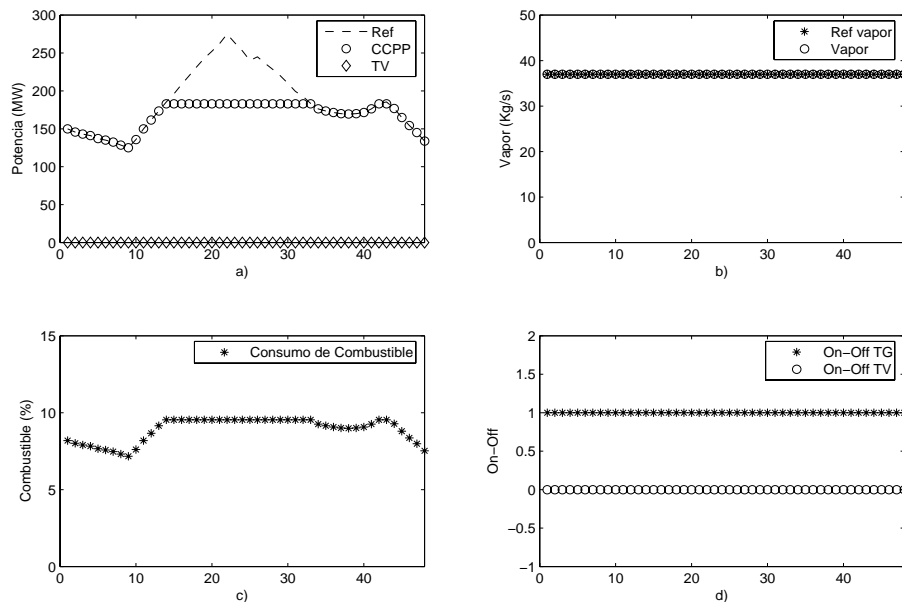 300
250
200
150
100
50
0
Potencia (MW)
Ref
CCPP
TV
0 10 20 30 40
a)
50
40
30
20
10
0
Vapor (Kg/s)
Ref vapor
Vapor
0 10 20 30 40
b)
15
10
5
0
Combustible (%)
Consumo de Combustible
0 10 20 30 40
c)
2
1.5
1
0.5
0
−0.5
−1
On−Off
On−Off TG
On−Off TV
0 10 20 30 40
d)